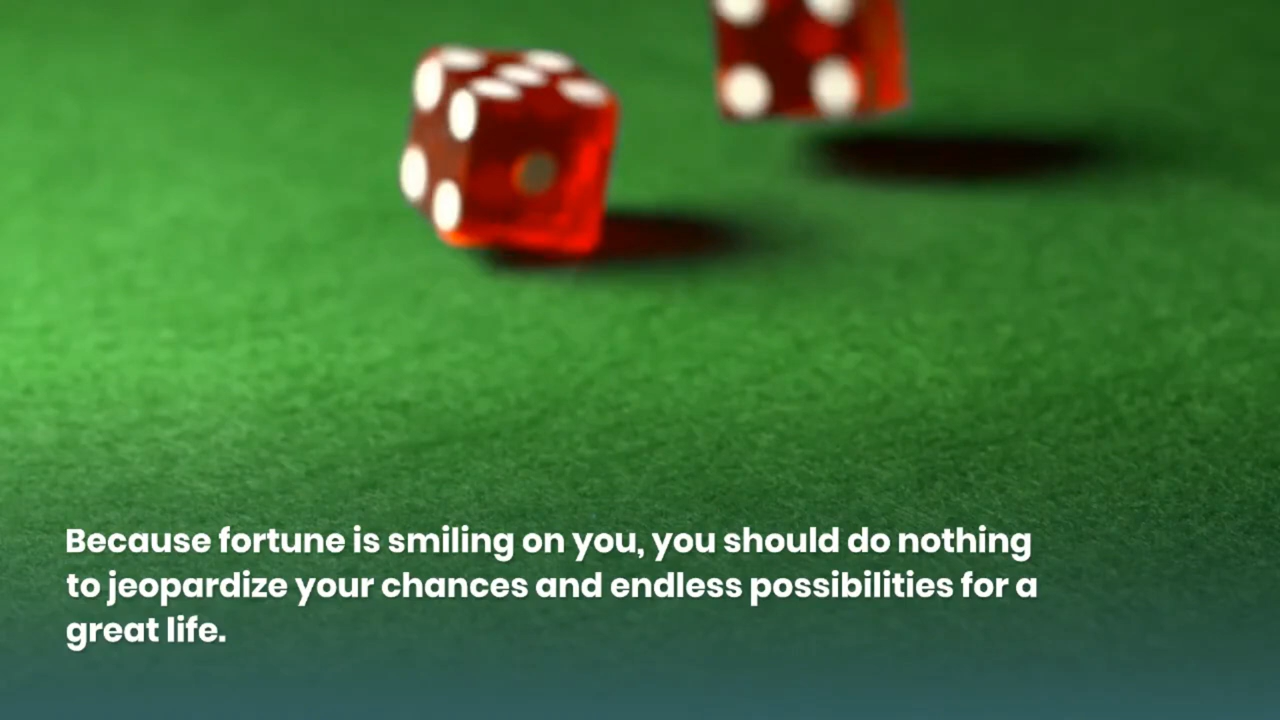 Because fortune is smiling on you, you should do nothing
to jeopardize your chances and endless possibilities for a
great life.